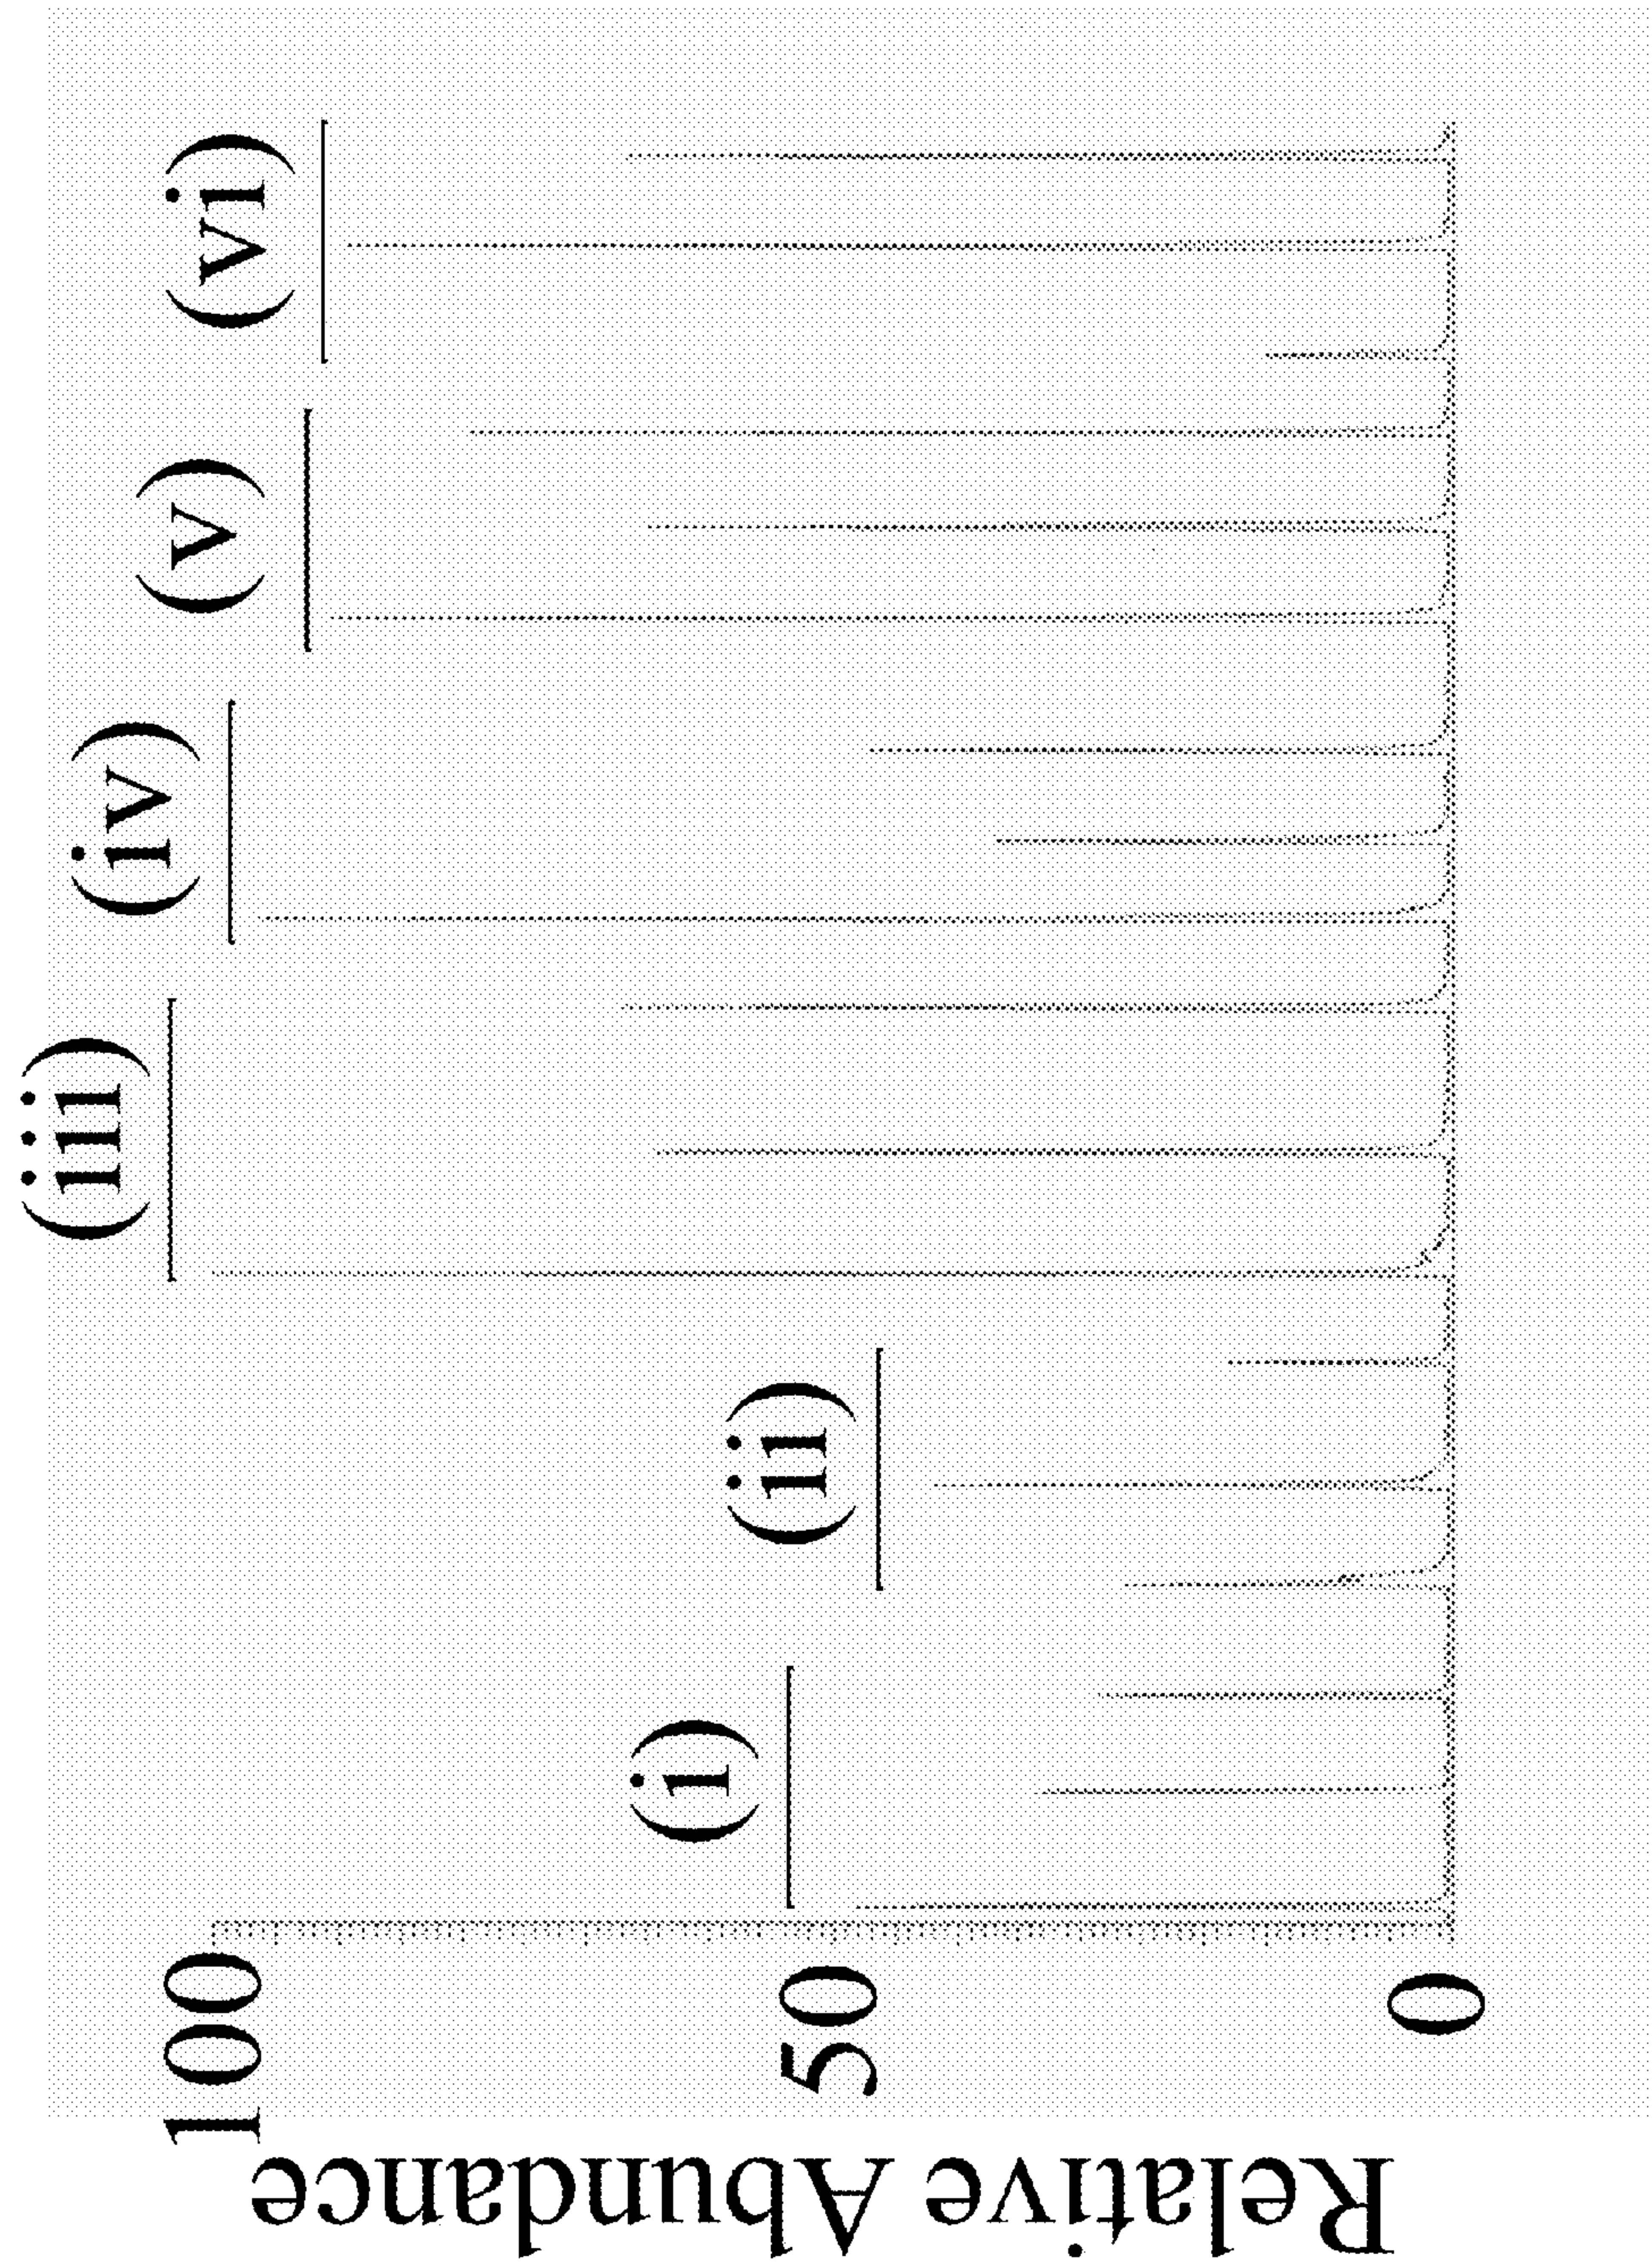 Relative Abundance
100
50
0
(i)
(ii)
(iii)
(iv)
(v)
(vi)